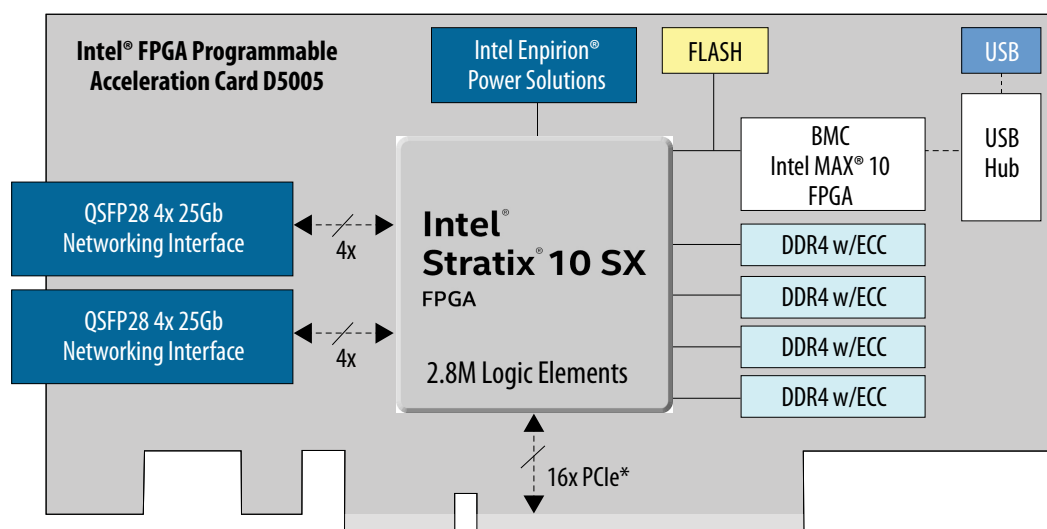 Intel® FPGA Programmable
Acceleration Card D5005
Intel Enpirion®
Power Solutions
FLASH
USB
BMC
Intel MAX® 10
FPGA
USB
Hub
QSFP28 4x 25Gb
Networking Interface
4x
QSFP28 4x 25Gb
Networking Interface
4x
Intel®
Stratix® 10 SX
FPGA
2.8M Logic Elements
DDR4 w/ECC
DDR4 w/ECC
DDR4 w/ECC
DDR4 w/ECC
16x PCIe*